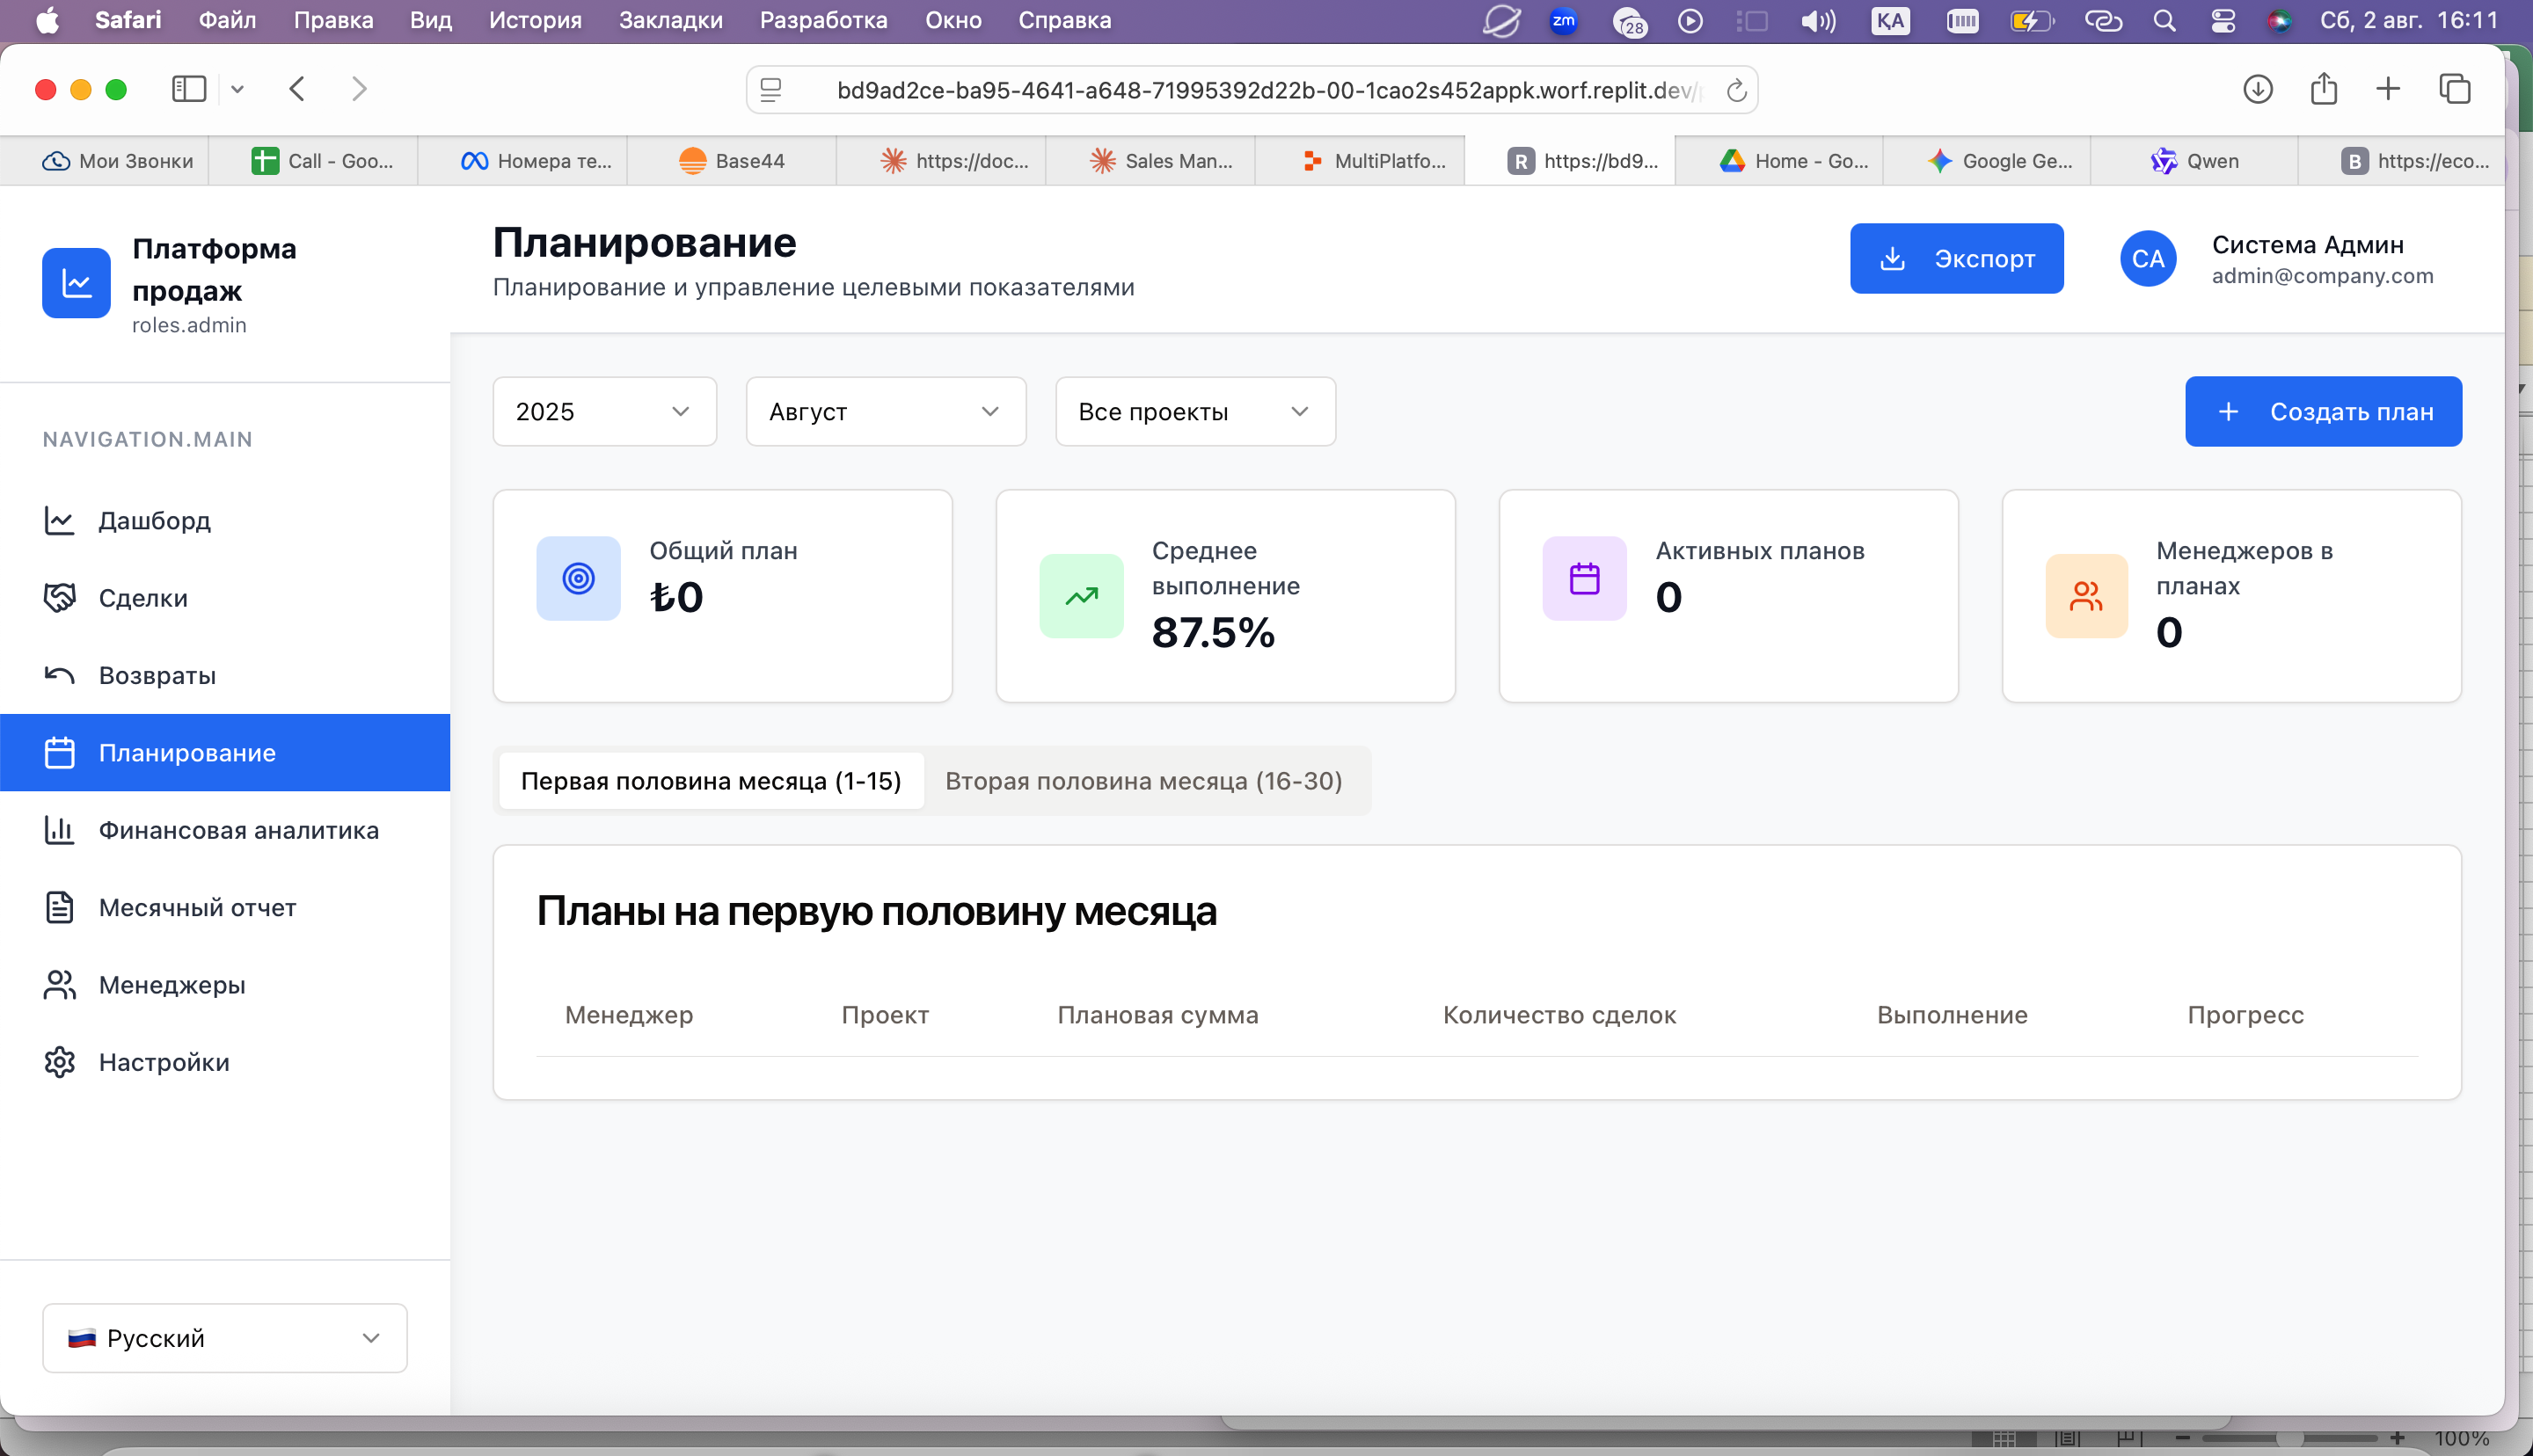 Safari Файл Правка Вид История Закладки Разработка Окно Справка
zm 28 ҚА Сб, 2 авг. 16:11
bd9ad2ce-ba95-4641-a648-71995392d22b-00-1cao2s452appk.worf.replit.dev/
Мои Звонки Call - Goo... Номера те... Base44 https://doc... Sales Man... MultiPlatfo... R https://bd9... Home - Go... Google Ge... Qwen B https://eco...
Платформа
продаж
roles.admin
NAVIGATION.MAIN
Дашборд
Сделки
Возвраты
Планирование
Финансовая аналитика
Месячный отчет
Менеджеры
Настройки
Русский
Планирование
Планирование и управление целевыми показателями
Экспорт
СА
Система Админ
admin@company.com
2025
Август
Все проекты
+ Создать план
Общий план
₺0
Среднее
выполнение
87.5%
Активных планов
0
Менеджеров в
планах
0
Первая половина месяца (1-15)
Вторая половина месяца (16-30)
Планы на первую половину месяца
Менеджер Проект Плановая сумма Количество сделок Выполнение Прогресс
100%